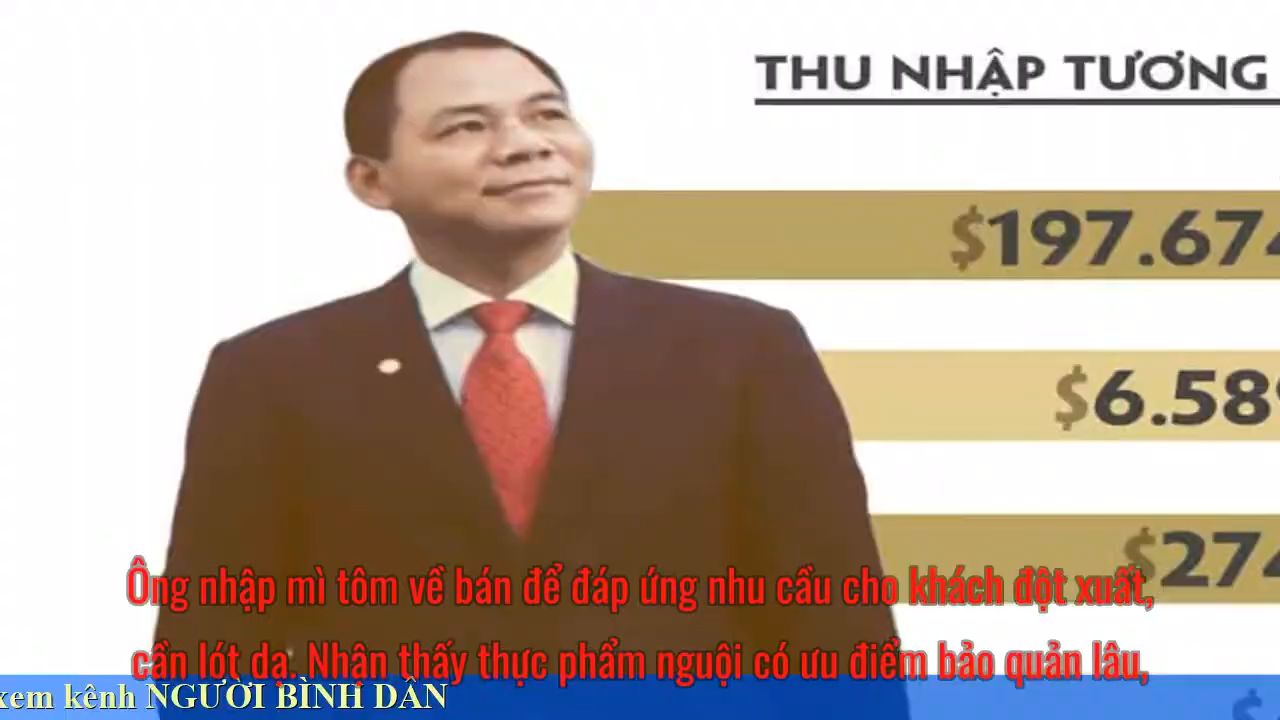 THU NHẬP TƯƠNG
$197.674
$6.589
$274
Ông nhập mì tôm về bán để đáp ứng nhu cầu cho khách đột xuất,
cần lót dạ. Nhận thấy thực phẩm nguội có ưu điểm bảo quản lâu,
xem kênh NGƯỜI BÌNH DÂN
$